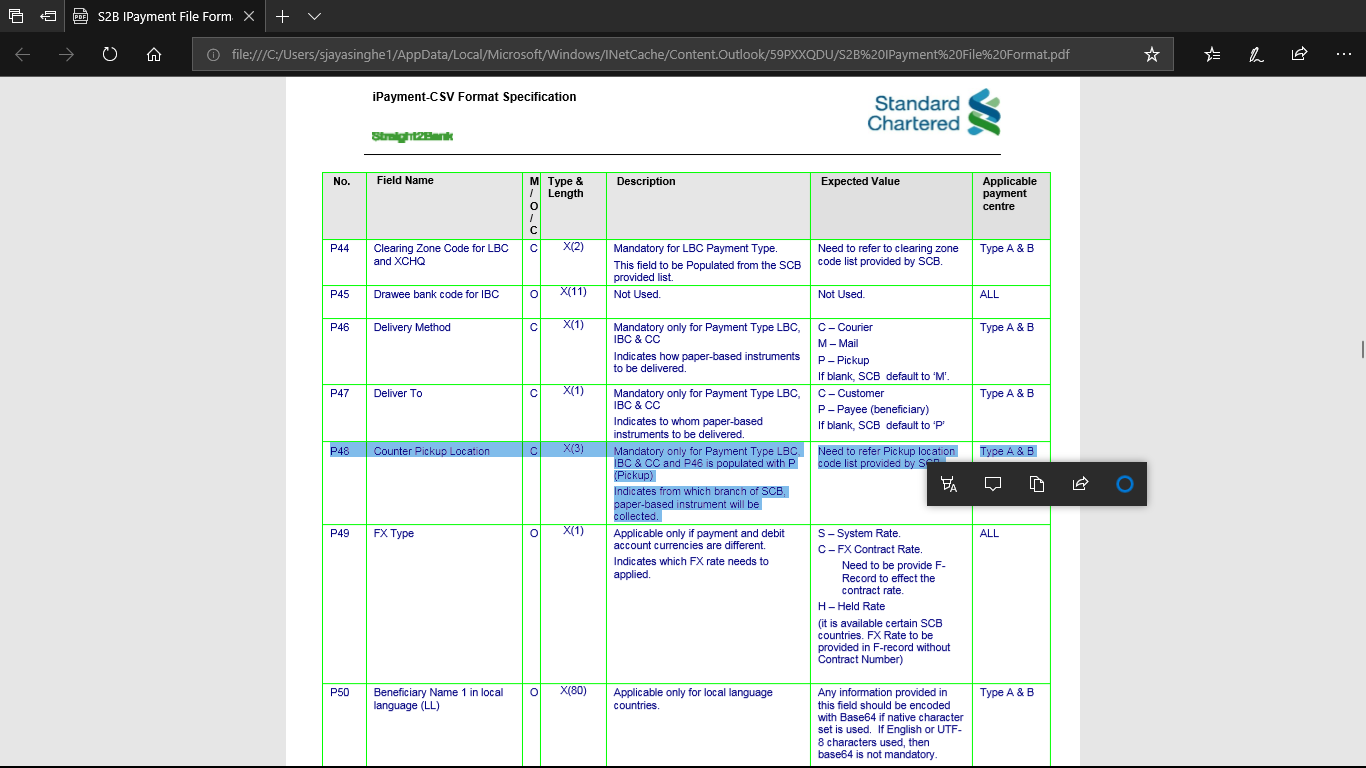 S2B IPayment File Form
file:///C:/Users/sjayasinghe1/AppData/Local/Microsoft/Windows/INetCache/Content.Outlook/59PXXQDU/S2B%20IPayment%20File%20Format.pdf
iPayment-CSV Format Specification
Standard
Chartered
Straight2Bank
No. Field Name M Type & Description Expected Value Applicable
/ Length payment
O centre
/
C
P44 Clearing Zone Code for LBC C X(2) Mandatory for LBC Payment Type. Need to refer to clearing zone Type A & B
and XCHQ code list provided by SCB.
This field to be Populated from the SCB
provided list.
P45 Drawee bank code for IBC O X(11) Not Used. Not Used. ALL
P46 Delivery Method C X(1) Mandatory only for Payment Type LBC, C – Courier Type A & B
IBC & CC
M – Mail
Indicates how paper-based instruments P – Pickup
to be delivered.
If blank, SCB default to 'M'.
P47 Deliver To C X(1) Mandatory only for Payment Type LBC, C – Customer Type A & B
IBC & CC
P – Payee (beneficiary)
Indicates to whom paper-based If blank, SCB default to 'P'
instruments to be delivered.
P48 Counter Pickup Location C X(3) Mandatory only for Payment Type LBC, Need to refer Pickup location Type A & B
IBC & CC and P46 is populated with P code list provided by
(Pickup)
Indicates from which branch of SCB,
paper-based instrument will be
collected.
P49 FX Type O X(1) Applicable only if payment and debit S – System Rate. ALL
account currencies are different.
C – FX Contract Rate.
Indicates which FX rate needs to Need to be provide F-
applied.
Record to effect the
contract rate.
H – Held Rate
(it is available certain SCB
countries. FX Rate to be
provided in F-record without
Contract Number)
P50 Beneficiary Name 1 in local O X(80) Applicable only for local language Any information provided in Type A & B
language (LL) countries. this field should be encoded
with Base64 if native character
set is used. If English or UTF-
8 characters used, then
base64 is not mandatory.